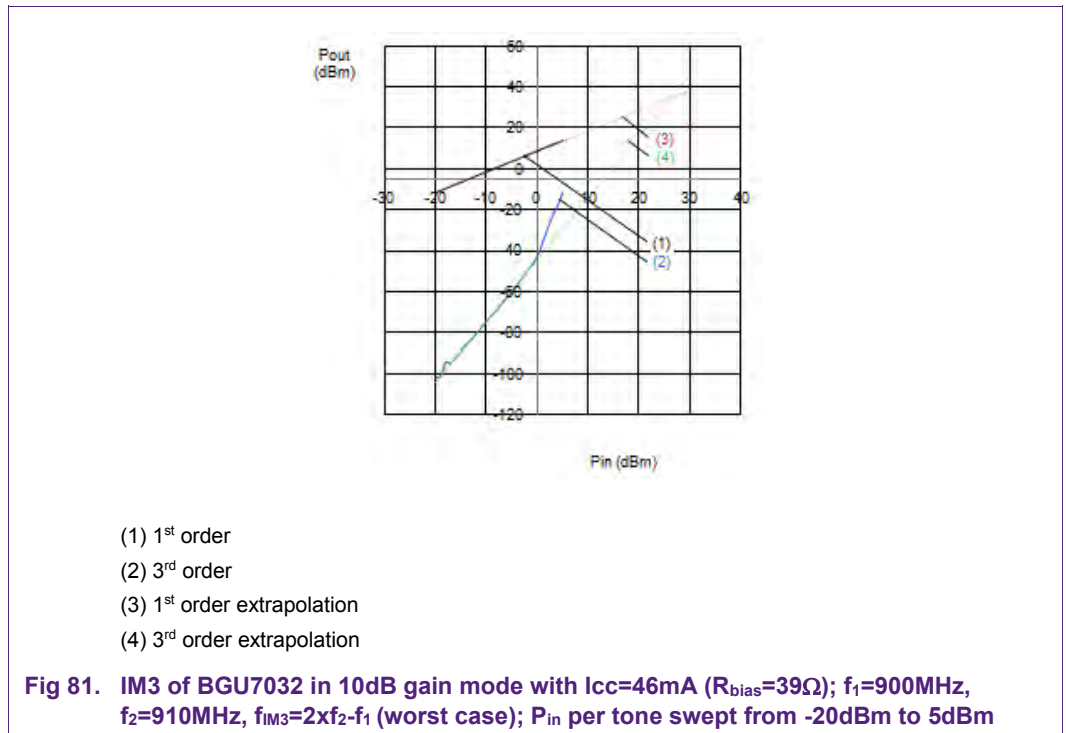 Pout
(dBm)
60
40
20
0
-30 -20 -10 0 10 20 30 40
-20
-40
-60
-80
-100
-120
(3)
(4)
(1)
(2)
Pin (dBm)
(1) 1st order
(2) 3rd order
(3) 1st order extrapolation
(4) 3rd order extrapolation
Fig 81. IM3 of BGU7032 in 10dB gain mode with Icc=46mA (Rbias=39Ω); f1=900MHz,
f2=910MHz, fIM3=2xf2-f1 (worst case); Pin per tone swept from -20dBm to 5dBm